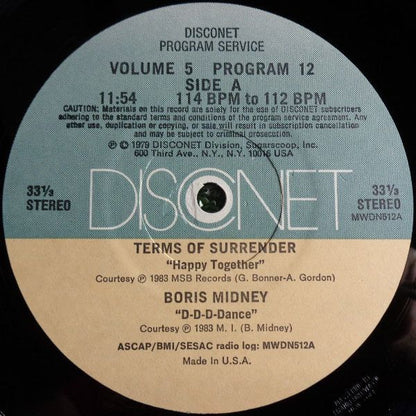 DISCONET
PROGRAM SERVICE
VOLUME 5 PROGRAM 12
SIDE A
11:54 114 BPM to 112 BPM
CAUTION: Materials on this record are solely for the use of DISCONET subscribers
adhering to the standard terms and conditions of the program service agreement. Any
other use, duplication or copying, or sale will result in subscription cancellation
and may be subject to criminal prosecution.
℗ © 1979 DISCONET Division, Sugarscoop, Inc.
600 Third Ave., N.Y., N.Y. 10016 USA
33⅓ STEREO
DISCONET
33⅓ STEREO
MWDN512A
TERMS OF SURRENDER
"Happy Together"
Courtesy ℗ 1983 MSB Records (G. Bonner-A. Gordon)
BORIS MIDNEY
"D-D-D-Dance"
Courtesy ℗ 1983 M. I. (B. Midney)
ASCAP/BMI/SESAC radio log: MWDN512A
Made in U.S.A.